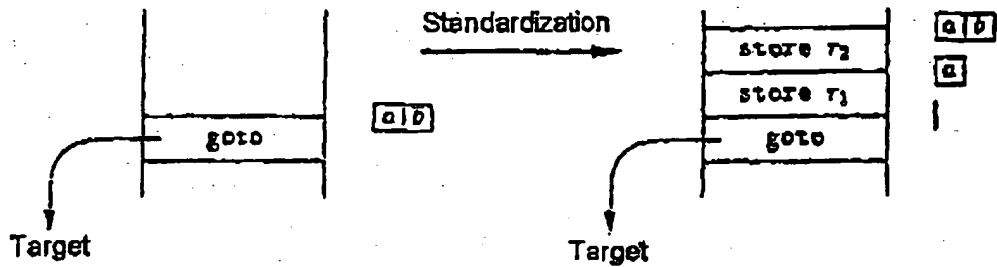 Standardization
a b
store r2
a
store r1
a b
goto
goto
Target
Target